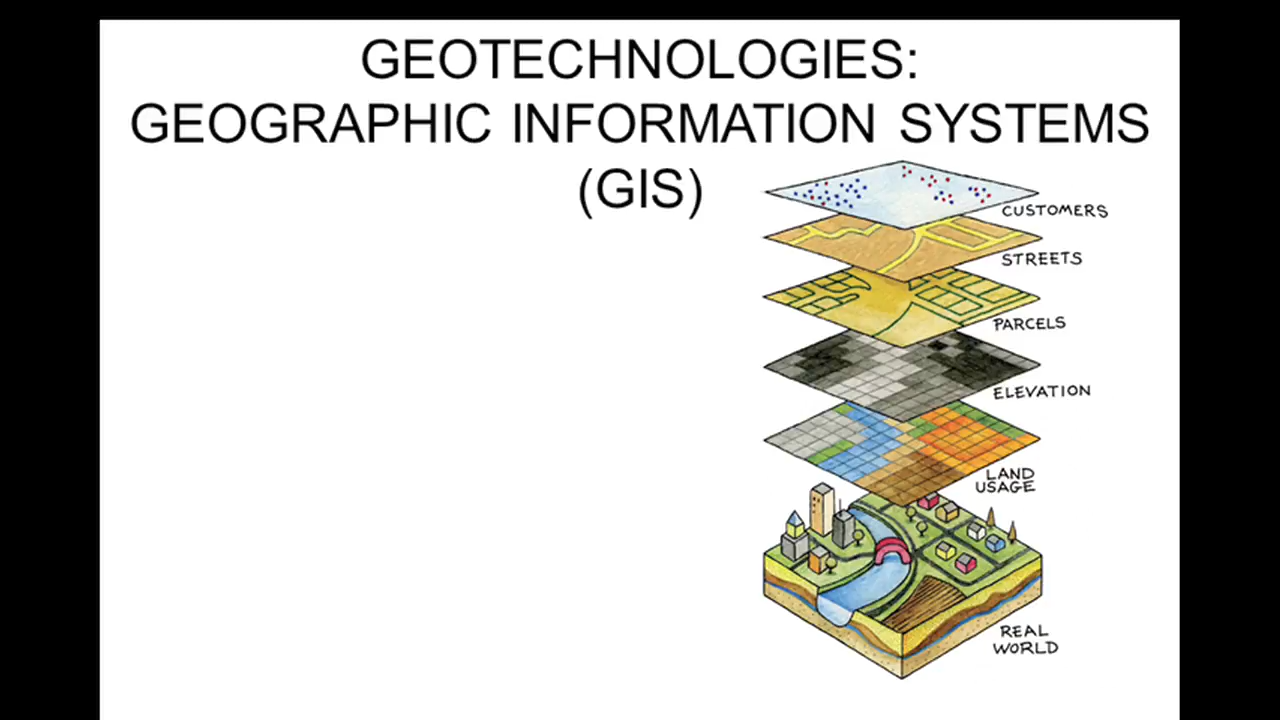 GEOTECHNOLOGIES:
GEOGRAPHIC INFORMATION SYSTEMS
(GIS)
CUSTOMERS
STREETS
PARCELS
ELEVATION
LAND
USAGE
REAL
WORLD